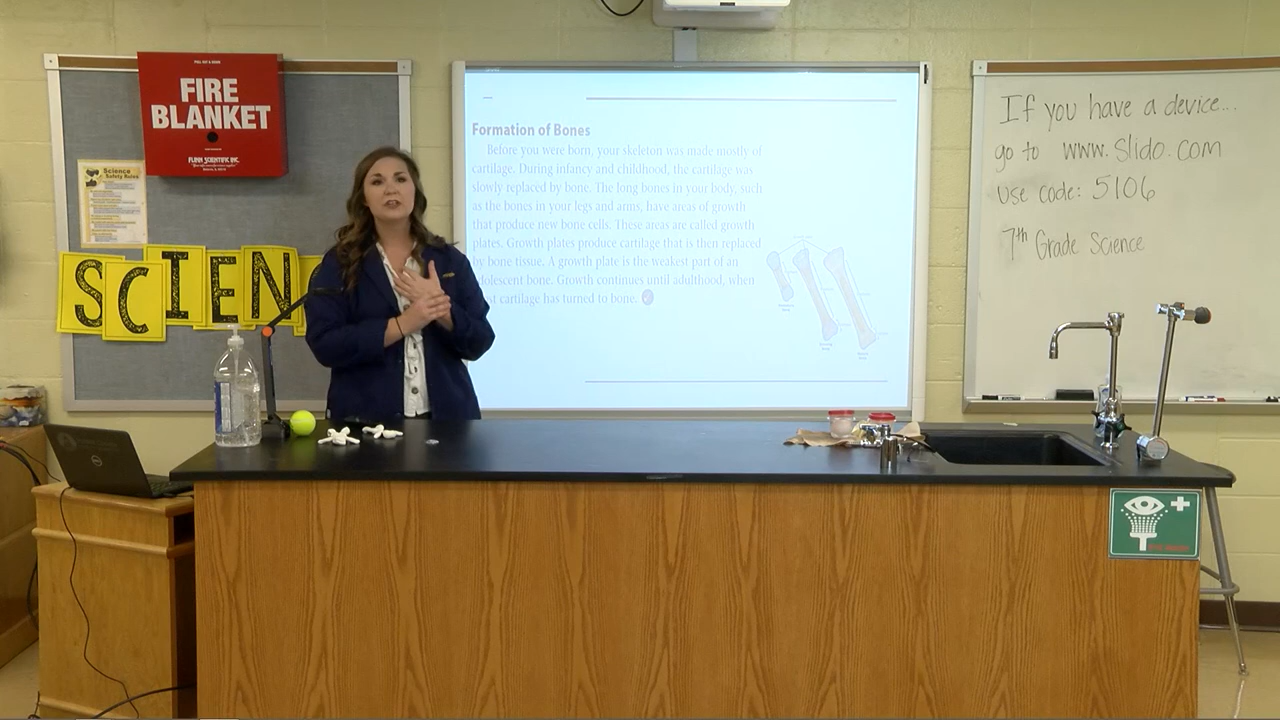 FIRE
BLANKET
FLINN SCIENTIFIC INC.
Science
Safety Rules
SCIEN
Formation of Bones
Before you were born, your skeleton was made mostly of
cartilage. During infancy and childhood, the cartilage was
slowly replaced by bone. The long bones in your body, such
as the bones in your legs and arms, have areas of growth
that produce new bone cells. These areas are called growth
plates. Growth plates produce cartilage that is then replaced
by bone tissue. A growth plate is the weakest part of an
adolescent bone. Growth continues until adulthood, when
cartilage has turned to bone.
If you have a device...
go to www.slido.com
use code: 5106
7th Grade Science